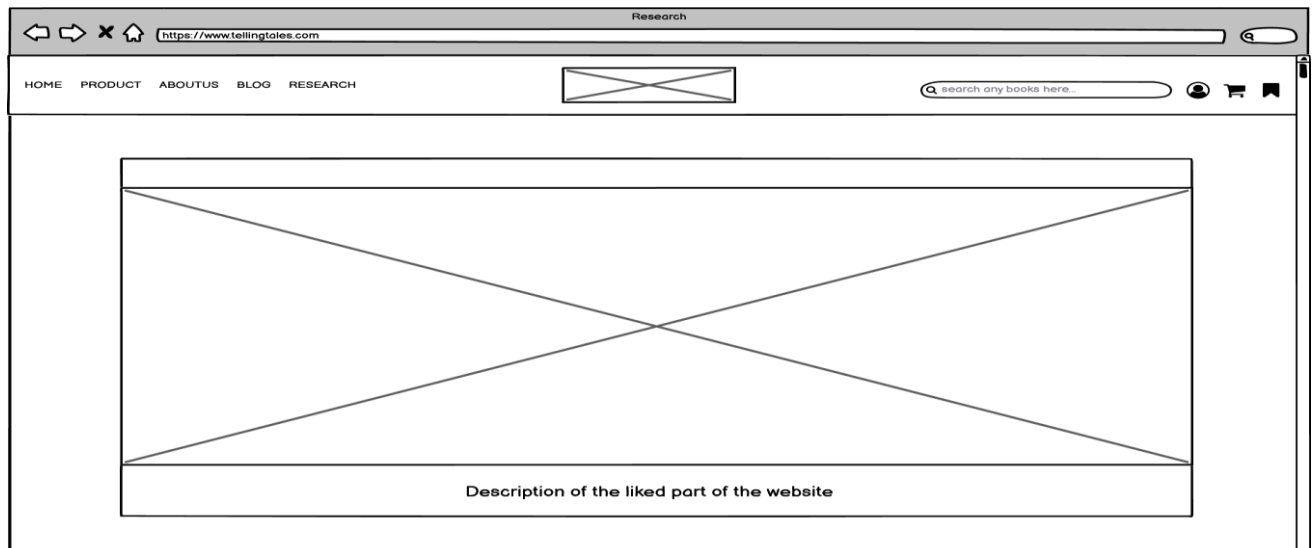 Research
https://www.tellingtales.com
HOME PRODUCT ABOUTUS BLOG RESEARCH
search any books here...
Description of the liked part of the website